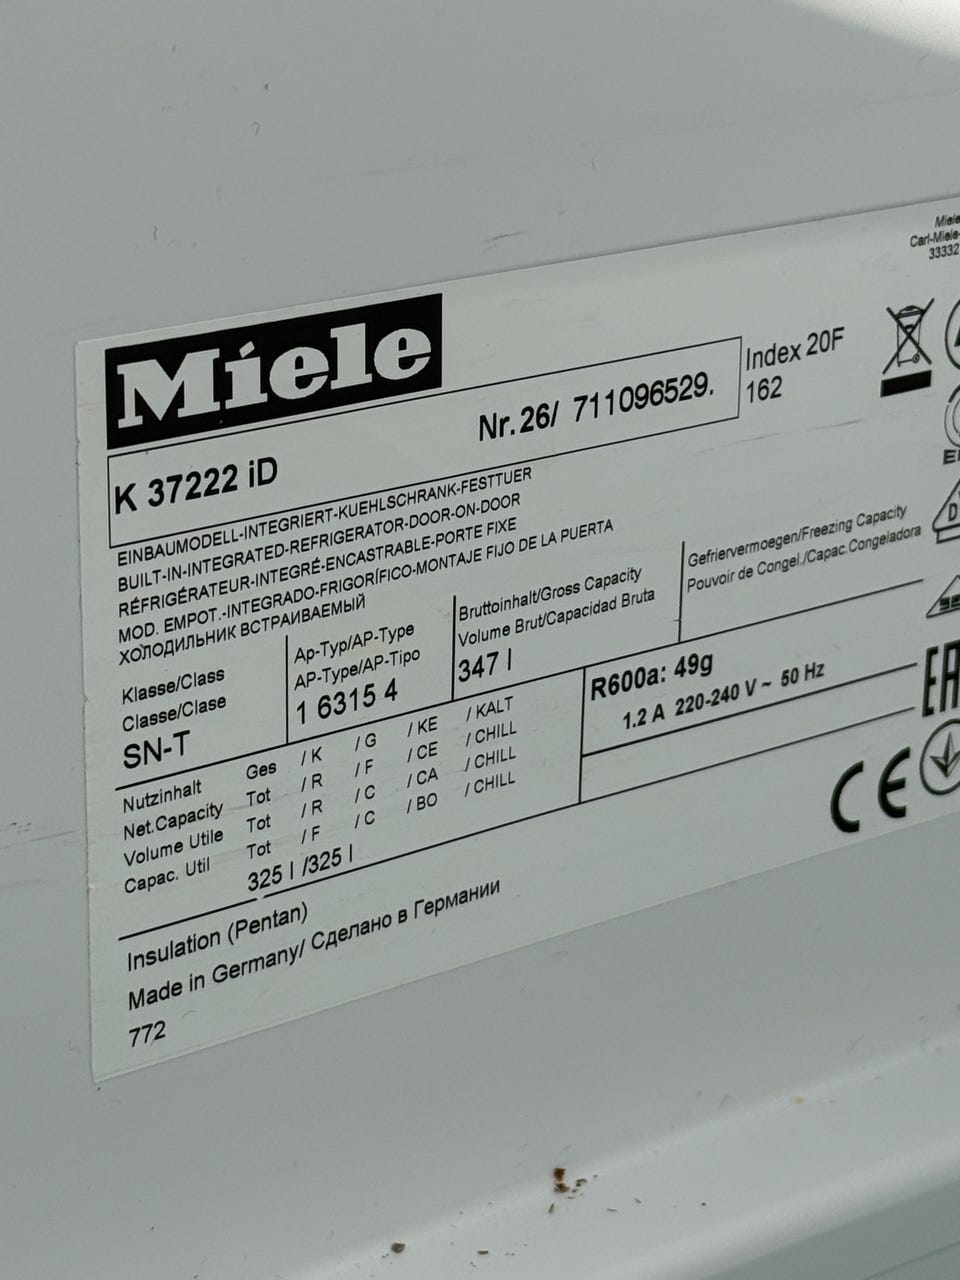 Miele
Carl-Miele-
33332
Miele
Index 20F
162
Nr.26/ 711096529.
K 37222 iD
EINBAUMODELL-INTEGRIERT-KUEHLSCHRANK-FESTTUER
BUILT-IN-INTEGRATED-REFRIGERATOR-DOOR-ON-DOOR
RÉFRIGÉRATEUR-INTEGRÉ-ENCASTRABLE-PORTE FIXE
MOD. EMPOT.-INTEGRADO-FRIGORÍFICO-MONTAJE FIJO DE LA PUERTA
ХОЛОДИЛЬНИК ВСТРАИВАЕМЫЙ
Klasse/Class
Classe/Clase
SN-T
Ap-Typ/AP-Type
AP-Type/AP-Tipo
1 6315 4
Bruttoinhalt/Gross Capacity
Volume Brut/Capacidad Bruta
347 l
Gefriervermoegen/Freezing Capacity
Pouvoir de Congel./Capac.Congeladora
R600a: 49g
1.2 A 220-240 V ~ 50 Hz
Nutzinhalt Ges / K / G / KE / KALT
Net.Capacity Tot / R / F / CE / CHILL
Volume Utile Tot / R / C / CA / CHILL
Capac. Util Tot / F / C / BO / CHILL
325 l /325 l
CE
Insulation (Pentan)
Made in Germany/ Сделано в Германии
772